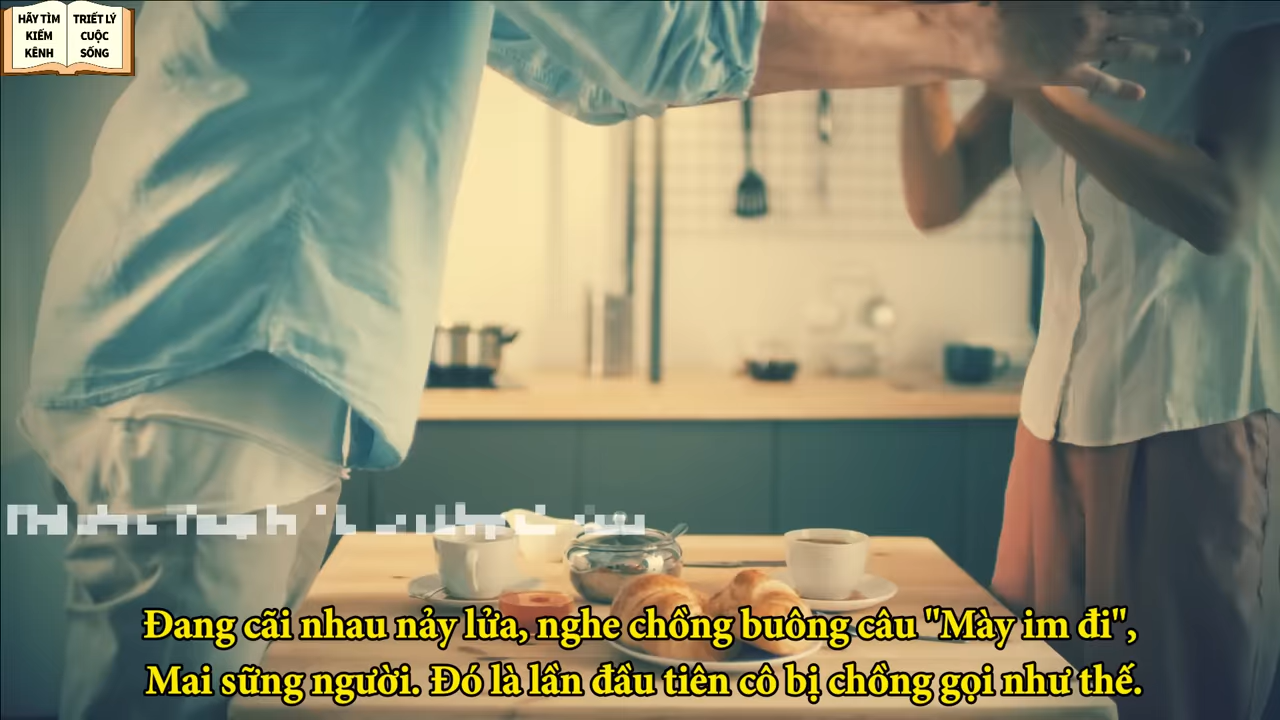 HÃY TÌM
KIẾM
KÊNH
TRIẾT LÝ
CUỘC
SỐNG
Đang cãi nhau nảy lửa, nghe chồng buông câu "Mày im đi",
Mai sững người. Đó là lần đầu tiên cô bị chồng gọi như thế.